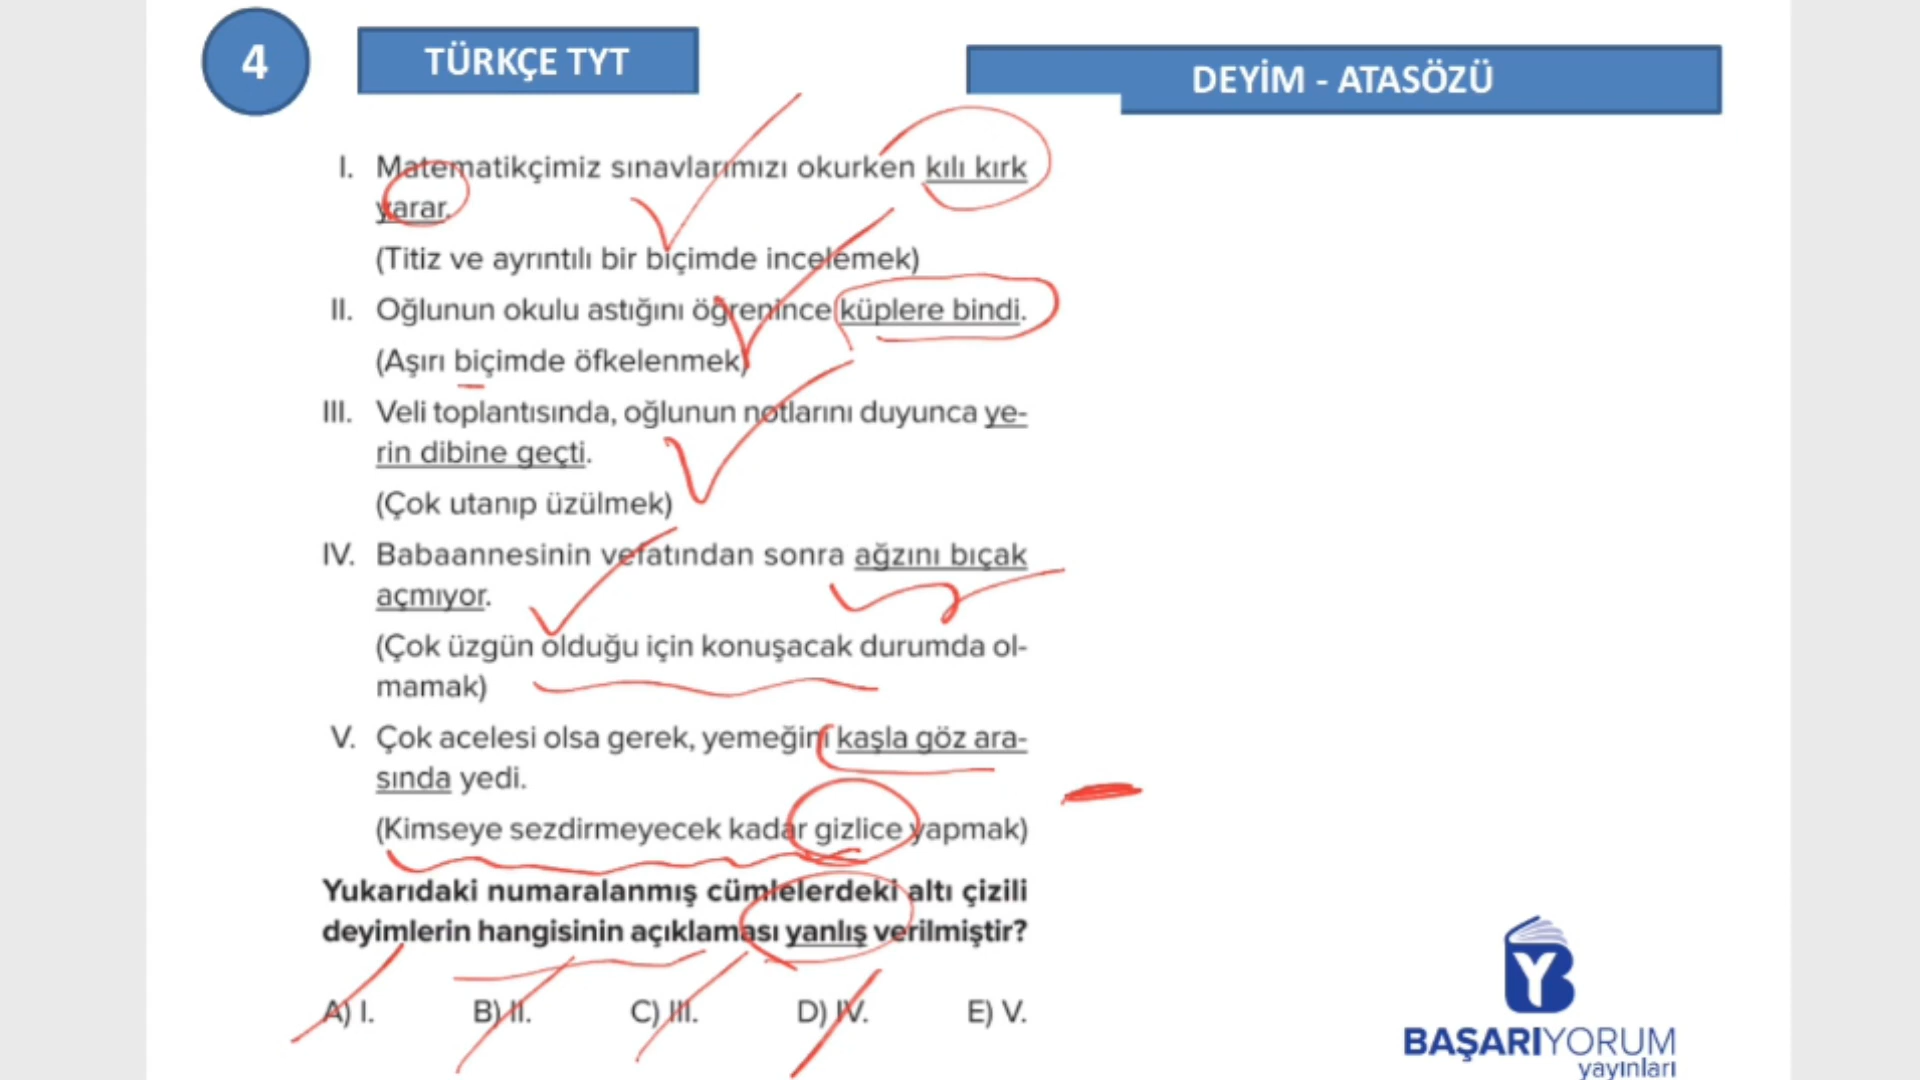 4
TÜRKÇE TYT
DEYİM - ATASÖZÜ
I. Matematikçimiz sınavlarımızı okurken kılı kırk
yarar.
(Titiz ve ayrıntılı bir biçimde incelemek)
II. Oğlunun okulu astığını öğrenince küplere bindi.
(Aşırı biçimde öfkelenmek)
III. Veli toplantısında, oğlunun notlarını duyunca ye-
rin dibine geçti.
(Çok utanıp üzülmek)
IV. Babaannesinin vefatından sonra ağzını bıçak
açmıyor.
(Çok üzgün olduğu için konuşacak durumda ol-
mamak)
V. Çok acelesi olsa gerek, yemeğini kaşla göz ara-
sında yedi.
(Kimseye sezdirmeyecek kadar gizlice yapmak)
Yukarıdaki numaralanmış cümlelerdeki altı çizili
deyimlerin hangisinin açıklaması yanlış verilmiştir?
A) I. B) II. C) III. D) IV. E) V.
BAŞARIYORUM
yayınları